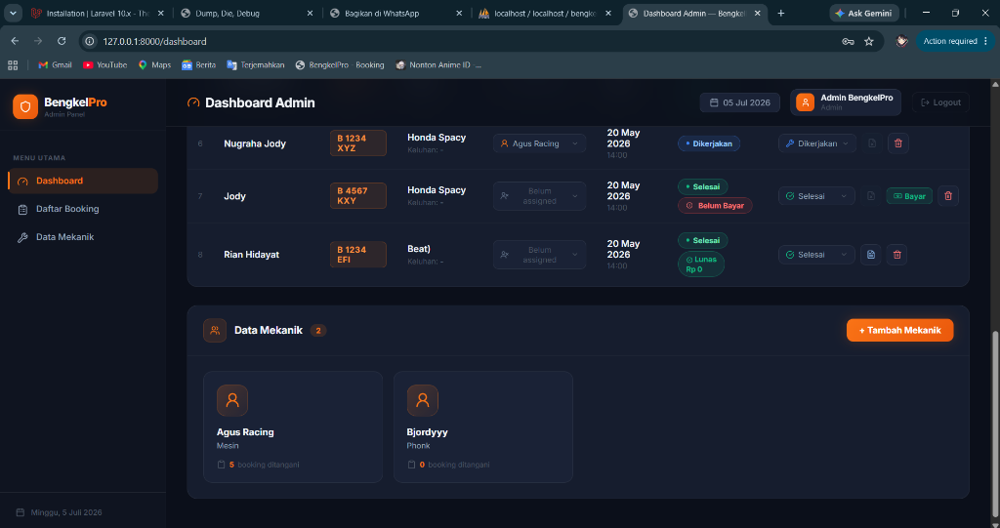 Installation | Laravel 10.x - The
Dump, Die, Debug
Bagikan di WhatsApp
localhost / localhost / bengke
Dashboard Admin — Bengkel
Ask Gemini
127.0.0.1:8000/dashboard
Action required
Gmail
YouTube
Maps
Berita
Terjemahkan
BengkelPro - Booking
Nonton Anime ID ...
BengkelPro
Admin Panel
Dashboard Admin
05 Jul 2026
Admin BengkelPro
Admin
Logout
MENU UTAMA
Dashboard
Daftar Booking
Data Mekanik
6
Nugraha Jody
B 1234
XYZ
Honda Spacy
Keluhan: -
Agus Racing
20 May
2026
14:00
Dikerjakan
Dikerjakan
7
Jody
B 4567
KXY
Honda Spacy
Keluhan: -
Belum
assigned
20 May
2026
14:00
Selesai
Belum Bayar
Selesai
Bayar
8
Rian Hidayat
B 1234
EFI
Beat)
Keluhan: -
Belum
assigned
20 May
2026
14:00
Selesai
Lunas
Rp 0
Selesai
Data Mekanik 2
+ Tambah Mekanik
Agus Racing
Mesin
5 booking ditangani
Bjordyyy
Phonk
0 booking ditangani
Minggu, 5 Juli 2026